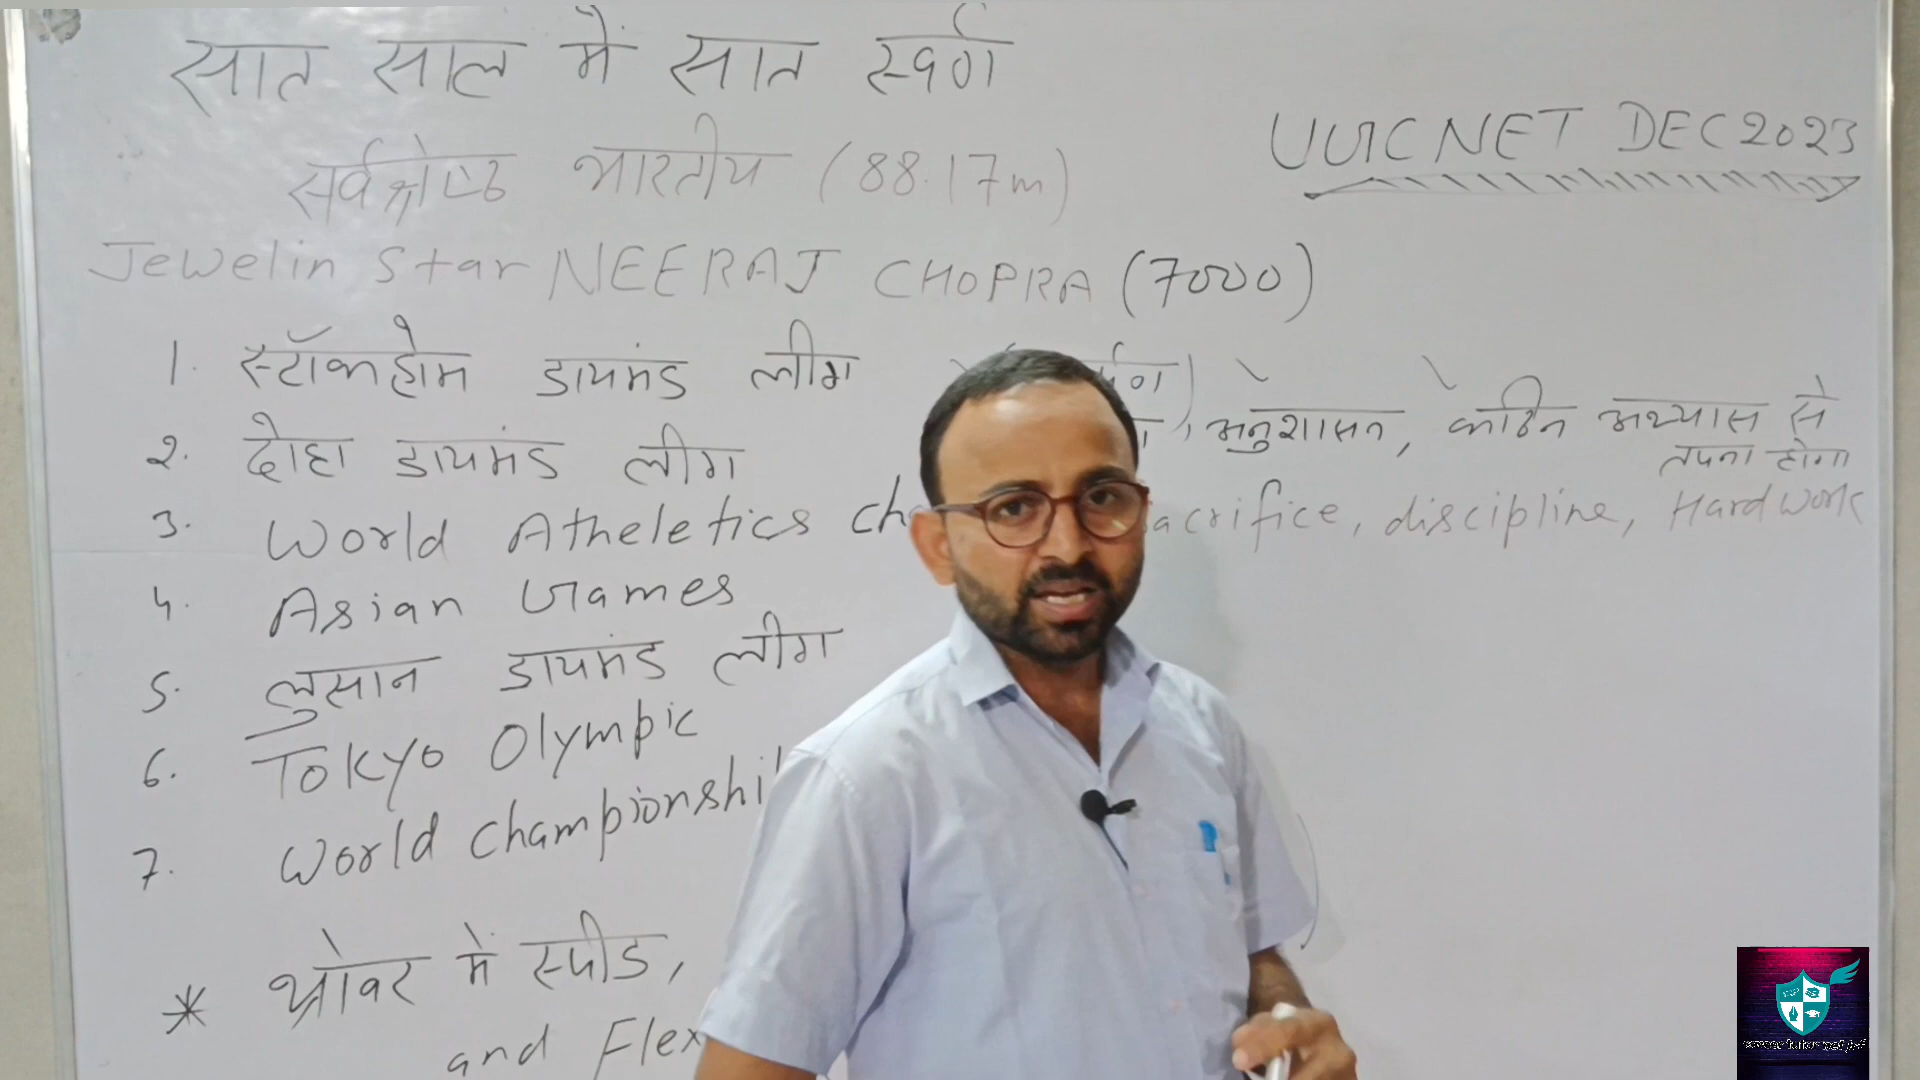 सात साल में सात स्वर्ण
सर्वश्रेष्ठ भारतीय (88.17m)
UGC NET DEC 2023
Jewelin Star NEERAJ CHOPRA (7000)
1. स्टॉकहोम डायमंड लीग
2. दोहा डायमंड लीग
अनुशासन, कठिन अभ्यास से
तपना होगा
3. World Atheletics
acrifice, discipline, Hard work
4. Asian Games
5. लुसान डायमंड लीग
6. Tokyo Olympic
7. World Championshi
* थ्रोवर में स्पीड,
and Flex